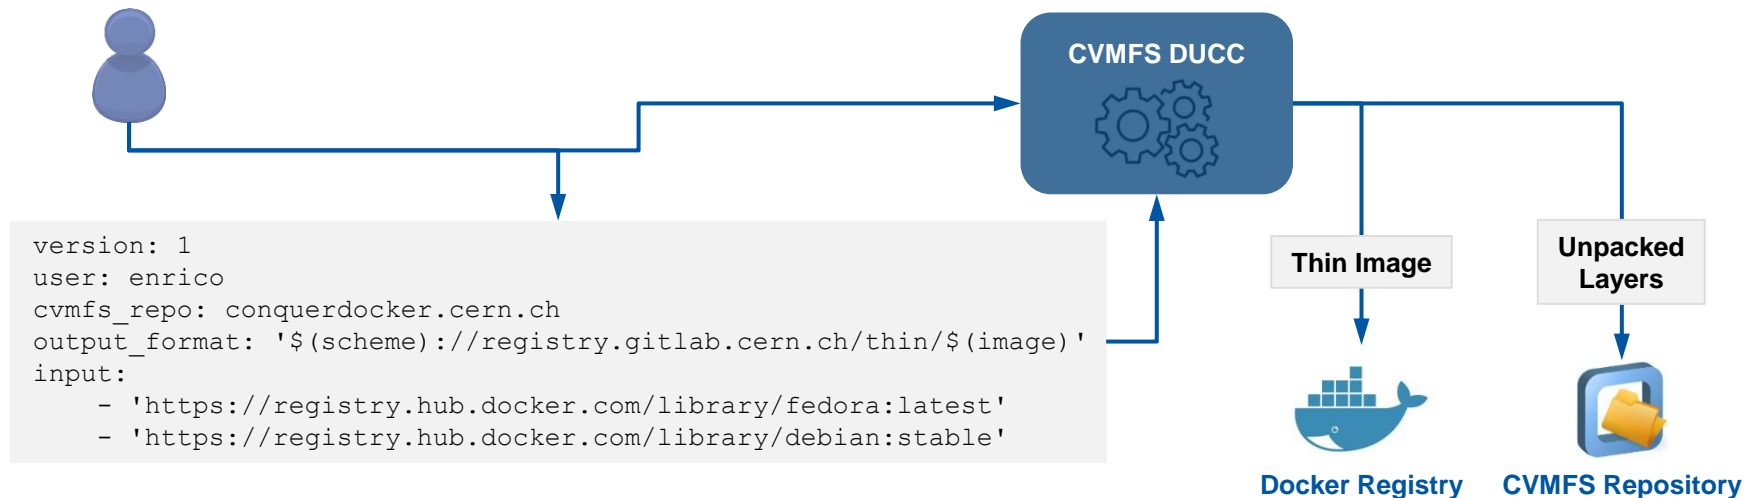 CVMFS DUCC
version: 1
user: enrico
cvmfs_repo: conquerdocker.cern.ch
output_format: '$(scheme)://registry.gitlab.cern.ch/thin/$(image)'
input:
    - 'https://registry.hub.docker.com/library/fedora:latest'
    - 'https://registry.hub.docker.com/library/debian:stable'
Thin Image
Unpacked
Layers
Docker Registry
CVMFS Repository